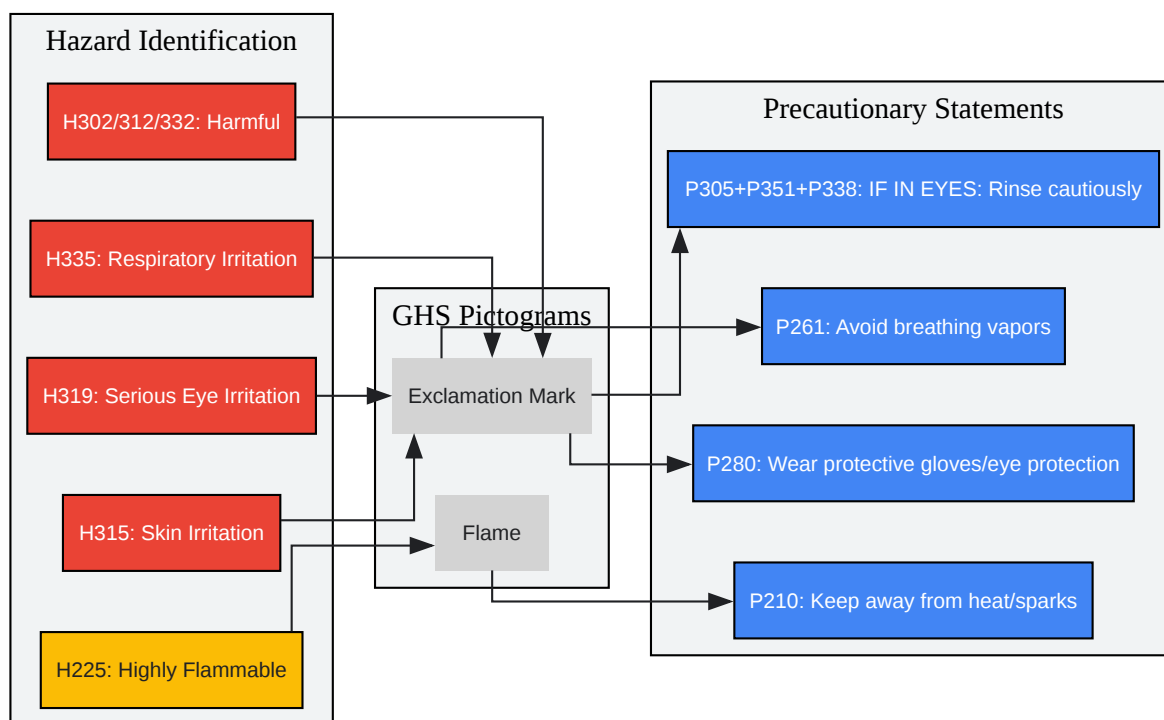 Hazard Identification
H302/312/332: Harmful
H335: Respiratory Irritation
H319: Serious Eye Irritation
H315: Skin Irritation
H225: Highly Flammable
GHS Pictograms
Exclamation Mark
Flame
Precautionary Statements
P305+P351+P338: IF IN EYES: Rinse cautiously
P261: Avoid breathing vapors
P280: Wear protective gloves/eye protection
P210: Keep away from heat/sparks